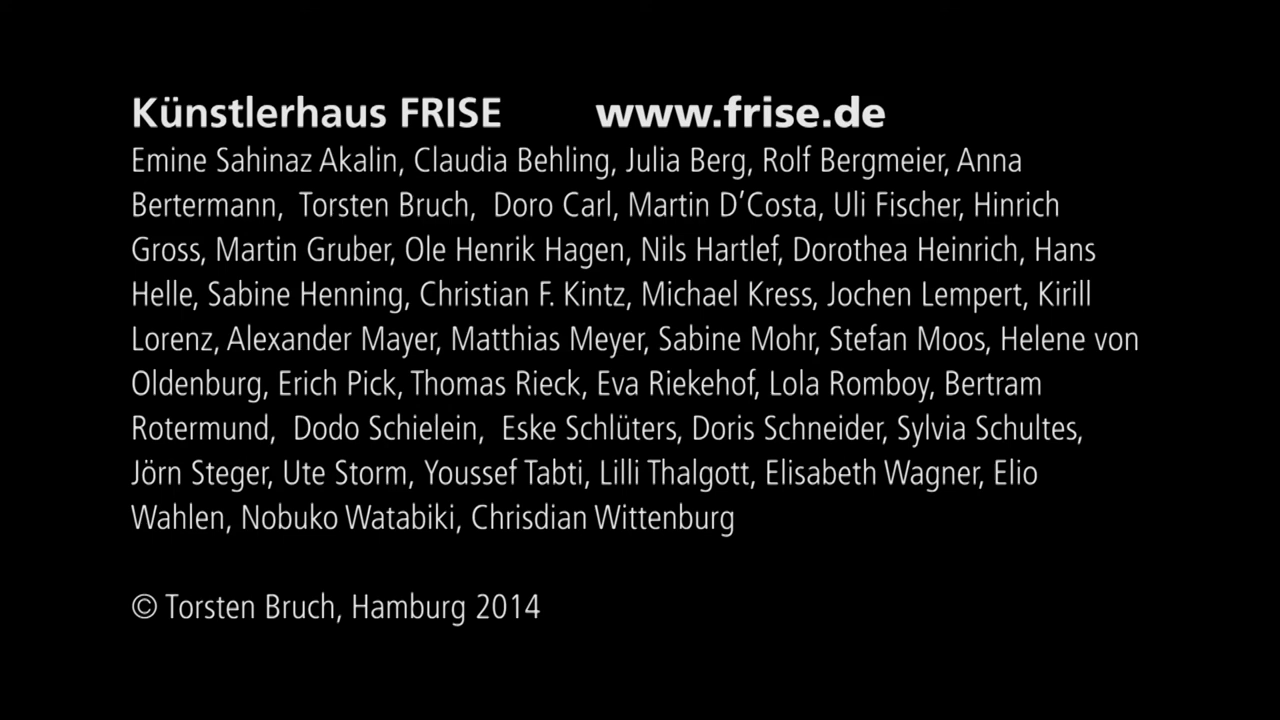 Künstlerhaus FRISE www.frise.de
Emine Sahinaz Akalin, Claudia Behling, Julia Berg, Rolf Bergmeier, Anna
Bertermann, Torsten Bruch, Doro Carl, Martin D’Costa, Uli Fischer, Hinrich
Gross, Martin Gruber, Ole Henrik Hagen, Nils Hartlef, Dorothea Heinrich, Hans
Helle, Sabine Henning, Christian F. Kintz, Michael Kress, Jochen Lempert, Kirill
Lorenz, Alexander Mayer, Matthias Meyer, Sabine Mohr, Stefan Moos, Helene von
Oldenburg, Erich Pick, Thomas Rieck, Eva Riekehof, Lola Romboy, Bertram
Rotermund, Dodo Schielein, Eske Schlüters, Doris Schneider, Sylvia Schultes,
Jörn Steger, Ute Storm, Youssef Tabti, Lilli Thalgott, Elisabeth Wagner, Elio
Wahlen, Nobuko Watabiki, Chrisdian Wittenburg
© Torsten Bruch, Hamburg 2014